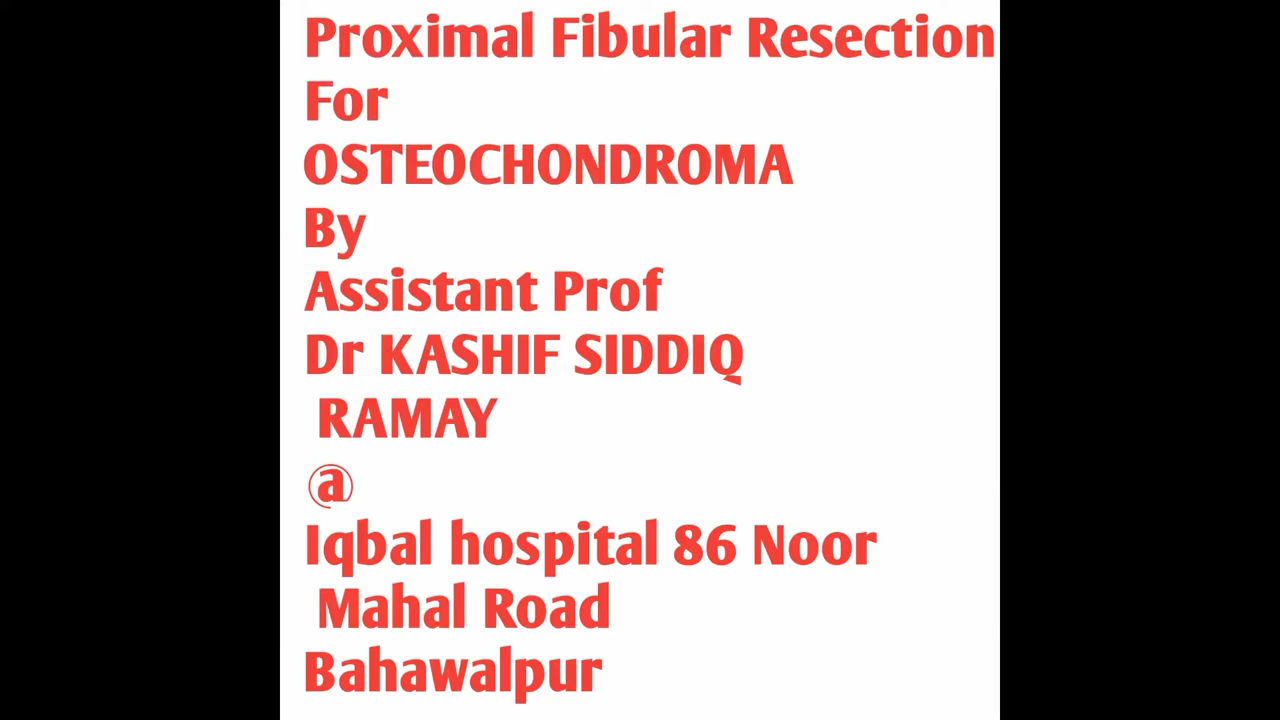 Proximal Fibular Resection
For
OSTEOCHONDROMA
By
Assistant Prof
Dr KASHIF SIDDIQ
RAMAY
@
Iqbal hospital 86 Noor
Mahal Road
Bahawalpur